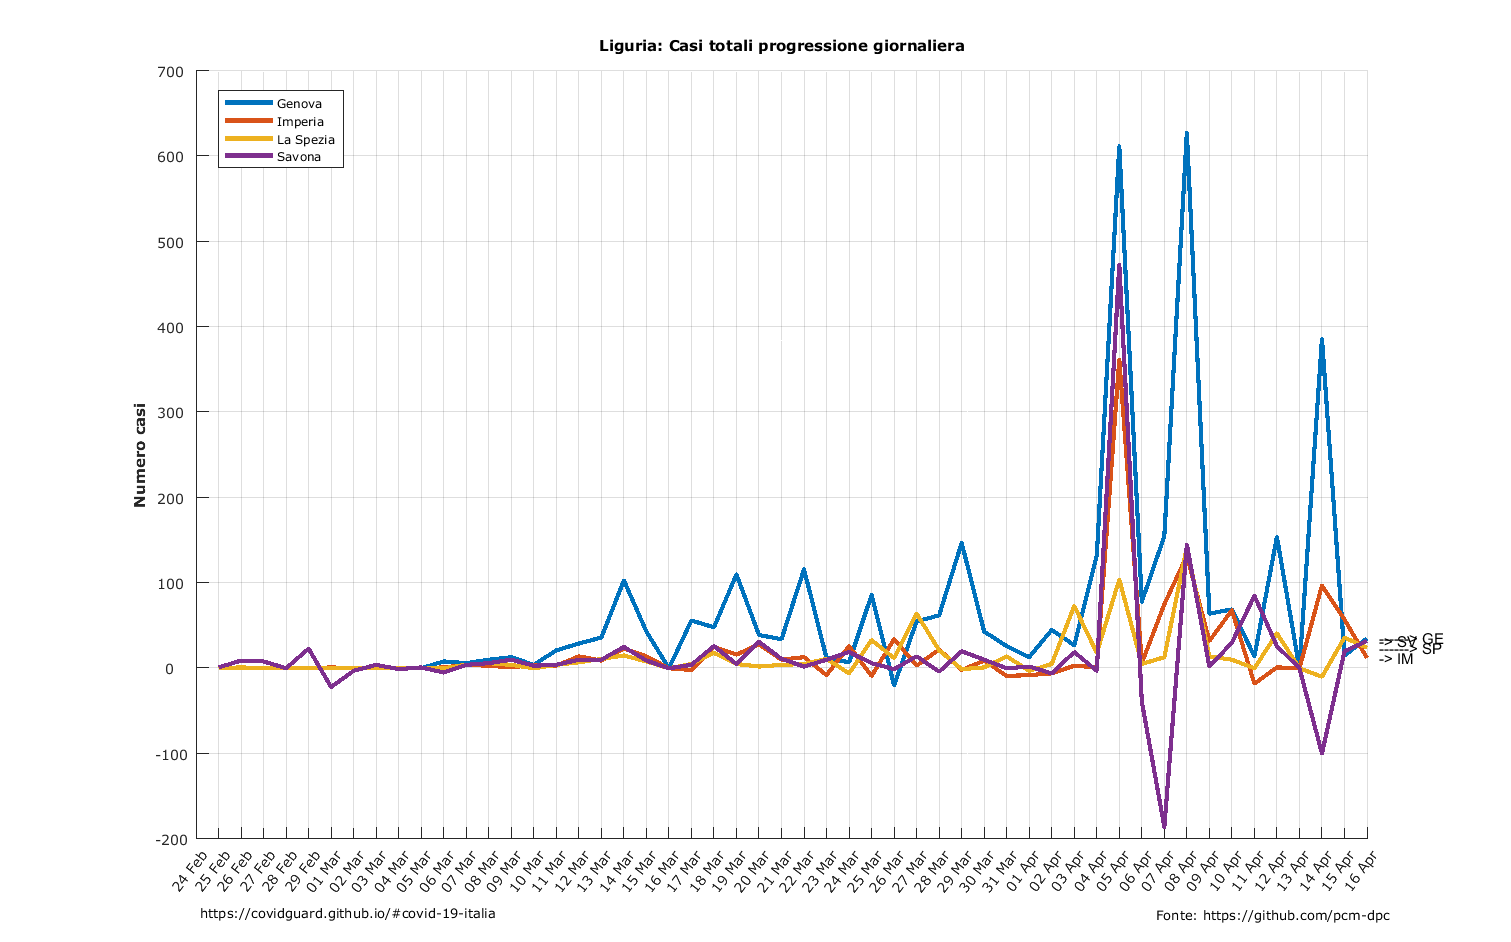 Liguria: Casi totali progressione giornaliera
Numero casi
700
600
500
400
300
200
100
0
-100
-200
Genova
Imperia
La Spezia
Savona
GE
-> SV
SP
-> IM
24 Feb
25 Feb
26 Feb
27 Feb
28 Feb
29 Feb
01 Mar
02 Mar
03 Mar
04 Mar
05 Mar
06 Mar
07 Mar
08 Mar
09 Mar
10 Mar
11 Mar
12 Mar
13 Mar
14 Mar
15 Mar
16 Mar
17 Mar
18 Mar
19 Mar
20 Mar
21 Mar
22 Mar
23 Mar
24 Mar
25 Mar
26 Mar
27 Mar
28 Mar
29 Mar
30 Mar
31 Mar
01 Apr
02 Apr
03 Apr
04 Apr
05 Apr
06 Apr
07 Apr
08 Apr
09 Apr
10 Apr
11 Apr
12 Apr
13 Apr
14 Apr
15 Apr
16 Apr
https://covidguard.github.io/#covid-19-italia
Fonte: https://github.com/pcm-dpc